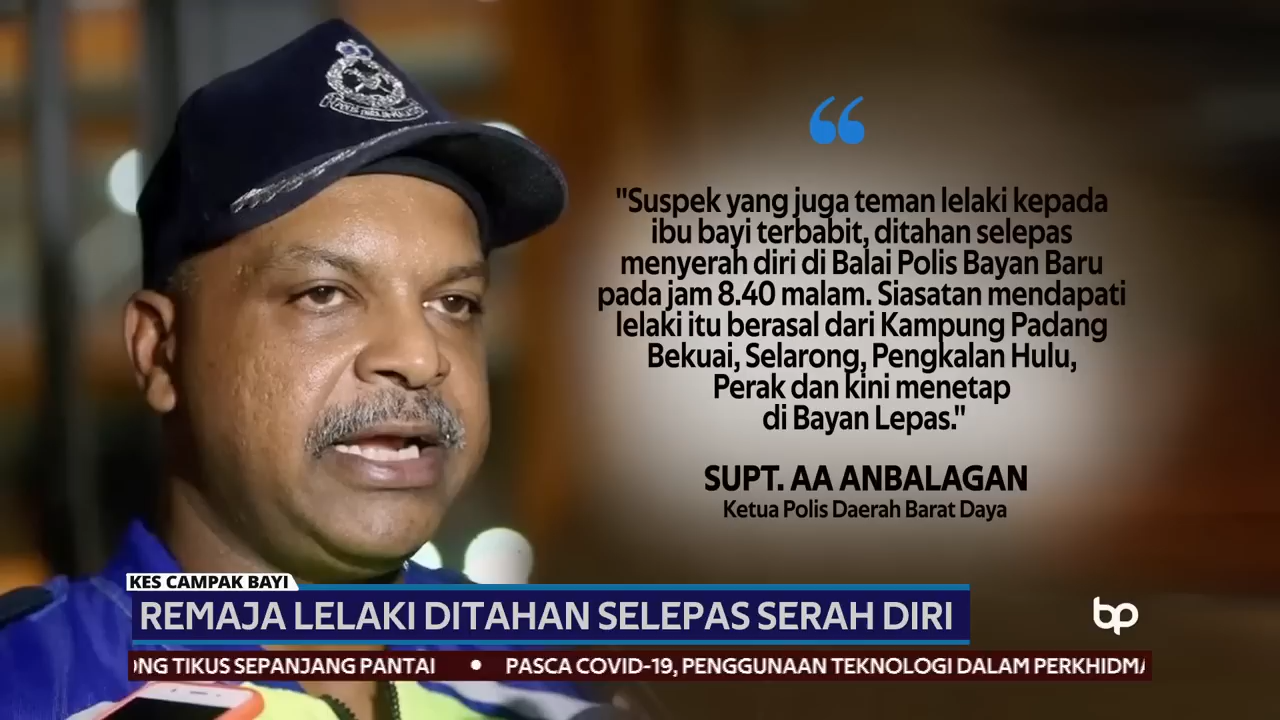 "Suspek yang juga teman lelaki kepada
ibu bayi terbabit, ditahan selepas
menyerah diri di Balai Polis Bayan Baru
pada jam 8.40 malam. Siasatan mendapati
lelaki itu berasal dari Kampung Padang
Bekuai, Selarong, Pengkalan Hulu,
Perak dan kini menetap
di Bayan Lepas."
SUPT. AA ANBALAGAN
Ketua Polis Daerah Barat Daya
KES CAMPAK BAYI
REMAJA LELAKI DITAHAN SELEPAS SERAH DIRI
bp
ONG TIKUS SEPANJANG PANTAI • PASCA COVID-19, PENGGUNAAN TEKNOLOGI DALAM PERKHIDMA